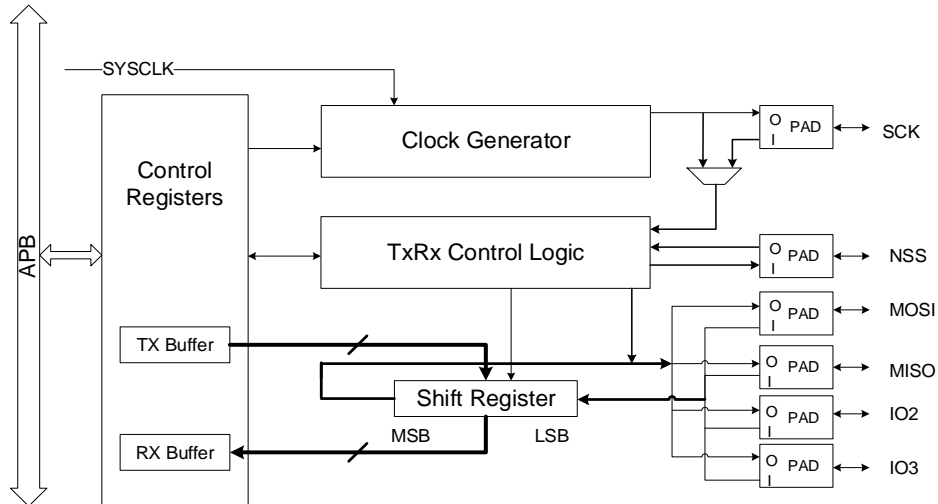 SYSCLK
Clock Generator
O
I
PAD
SCK
Control
Registers
APB
TxRx Control Logic
O
I
PAD
NSS
O
I
PAD
MOSI
TX Buffer
O
I
PAD
MISO
Shift Register
O
I
PAD
IO2
MSB
LSB
RX Buffer
O
I
PAD
IO3